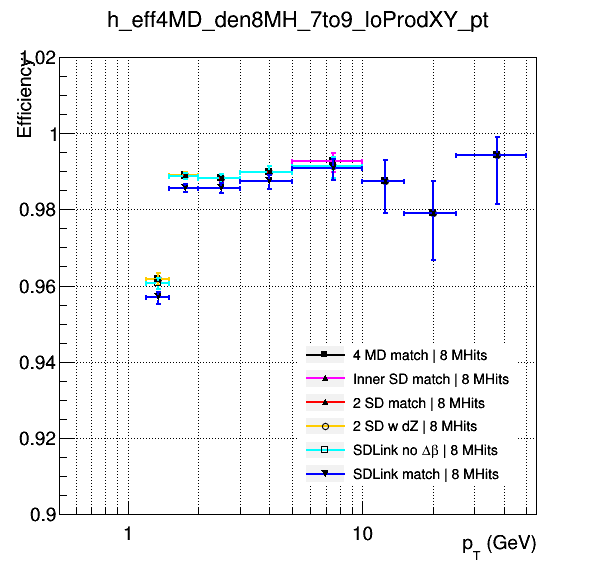 h_eff4MD_den8MH_7to9_loProdXY_pt
Efficiency
1.02
1
0.98
0.96
0.94
0.92
0.9
4 MD match | 8 MHits
Inner SD match | 8 MHits
2 SD match | 8 MHits
2 SD w dZ | 8 MHits
SDLink no Δβ | 8 MHits
SDLink match | 8 MHits
1
10
p_T (GeV)